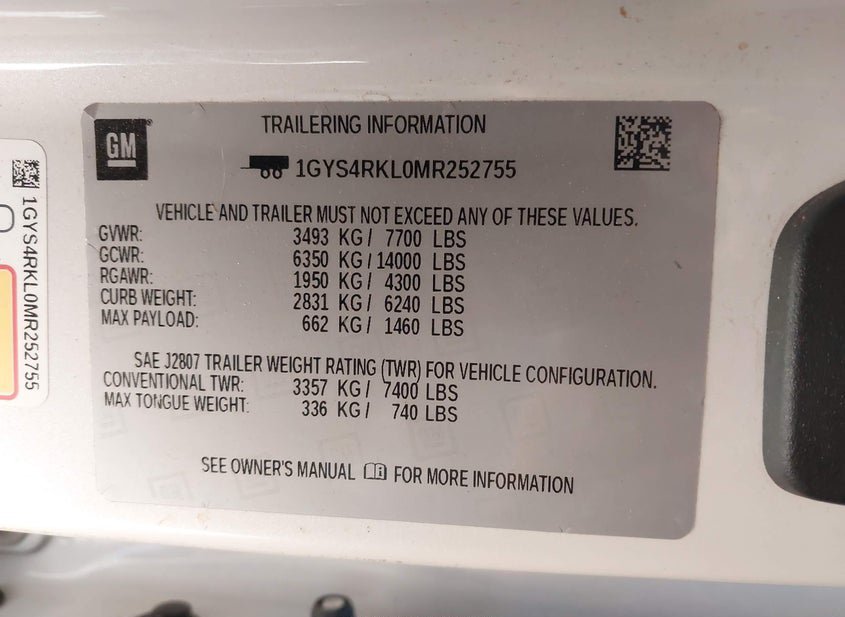 GM
TRAILERING INFORMATION
1GYS4RKL0MR252755
VEHICLE AND TRAILER MUST NOT EXCEED ANY OF THESE VALUES.
GVWR: 3493 KG / 7700 LBS
GCWR: 6350 KG / 14000 LBS
RGAWR: 1950 KG / 4300 LBS
CURB WEIGHT: 2831 KG / 6240 LBS
MAX PAYLOAD: 662 KG / 1460 LBS
SAE J2807 TRAILER WEIGHT RATING (TWR) FOR VEHICLE CONFIGURATION.
CONVENTIONAL TWR: 3357 KG / 7400 LBS
MAX TONGUE WEIGHT: 336 KG / 740 LBS
SEE OWNER'S MANUAL FOR MORE INFORMATION
1GYS4RKL0MR252755